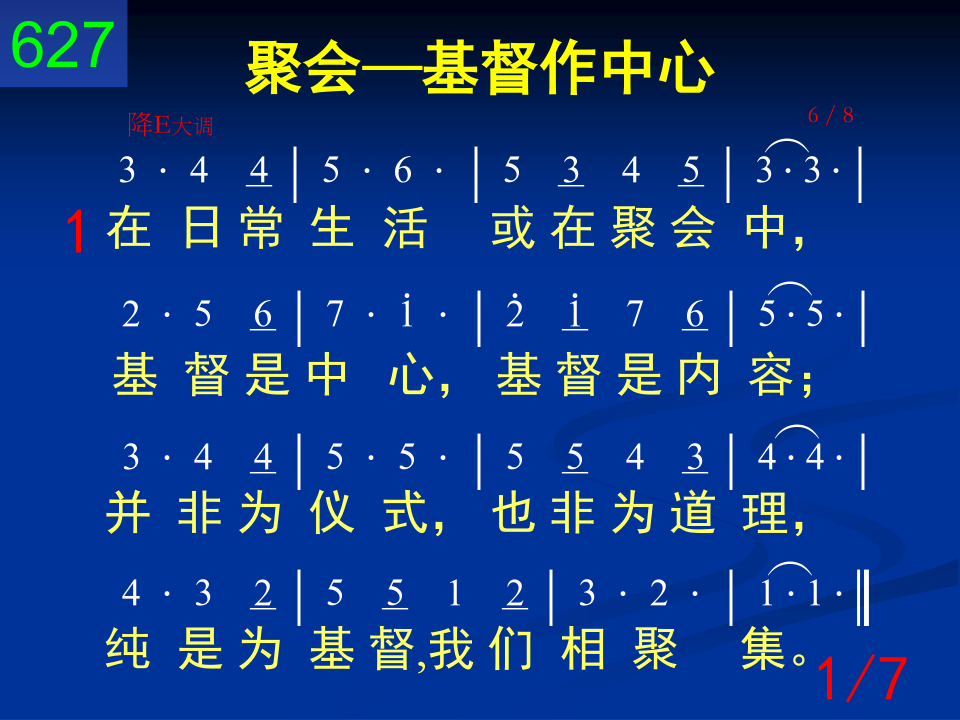 627
聚会—基督作中心
降E大调 6/8
3 · 4 4 | 5 · 6 · | 5 3 4 5 | 3 · 3 · |
1 在 日 常 生 活 或 在 聚 会 中，
2 · 5 6 | 7 · i · | 2̇ i 7 6 | 5 · 5 · |
基 督 是 中 心， 基 督 是 内 容；
3 · 4 4 | 5 · 5 · | 5 5 4 3 | 4 · 4 · |
并 非 为 仪 式， 也 非 为 道 理，
4 · 3 2 | 5 5 1 2 | 3 · 2 · | 1 · 1 · ‖
纯 是 为 基 督,我 们 相 聚 集。
1/7